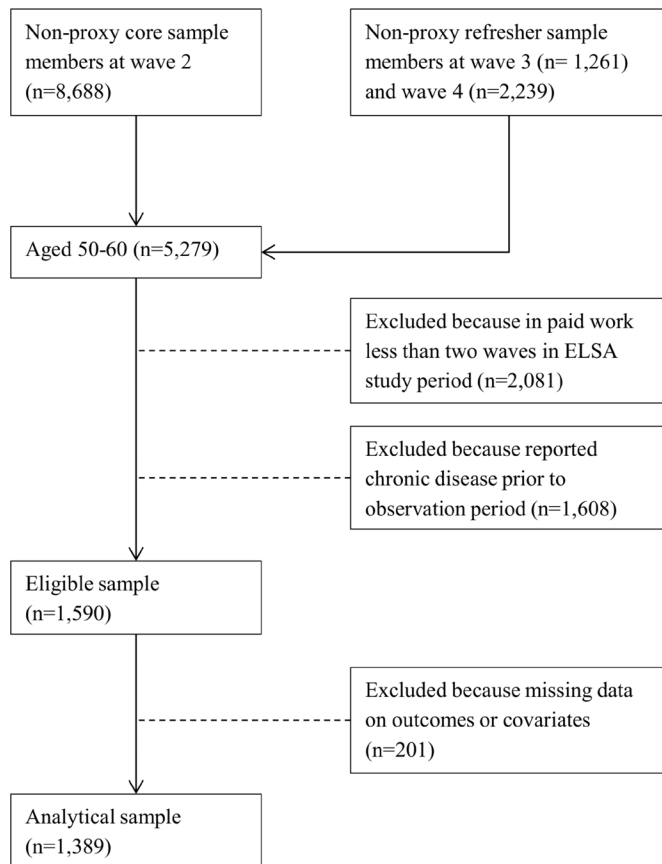 Non-proxy core sample
members at wave 2
(n=8,688)
Non-proxy refresher sample
members at wave 3 (n= 1,261)
and wave 4 (n=2,239)
Aged 50-60 (n=5,279)
Excluded because in paid work
less than two waves in ELSA
study period (n=2,081)
Excluded because reported
chronic disease prior to
observation period (n=1,608)
Eligible sample
(n=1,590)
Excluded because missing data
on outcomes or covariates
(n=201)
Analytical sample
(n=1,389)